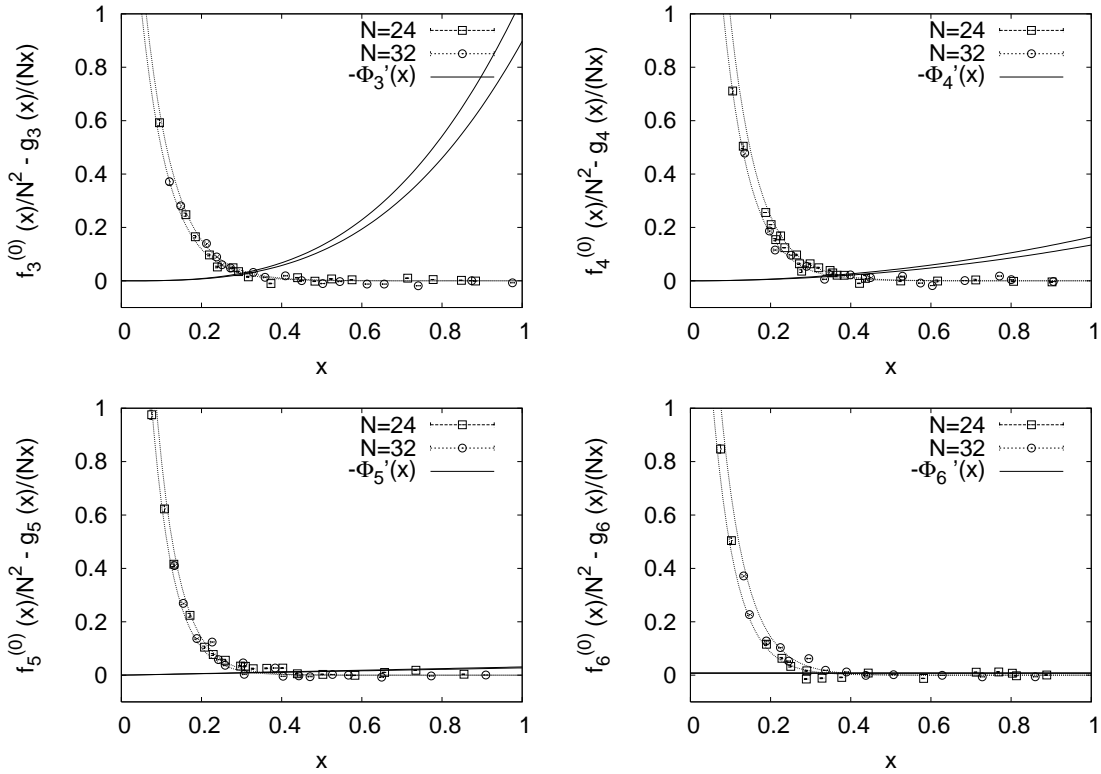 f3(0)(x)/N2 - g3(x)/(Nx)
1
0.8
0.6
0.4
0.2
0
N=24
N=32
-Φ3'(x)
0 0.2 0.4 0.6 0.8 1
x
f4(0)(x)/N2 - g4(x)/(Nx)
1
0.8
0.6
0.4
0.2
0
N=24
N=32
-Φ4'(x)
0 0.2 0.4 0.6 0.8 1
x
f5(0)(x)/N2 - g5(x)/(Nx)
1
0.8
0.6
0.4
0.2
0
N=24
N=32
-Φ5'(x)
0 0.2 0.4 0.6 0.8 1
x
f6(0)(x)/N2 - g6(x)/(Nx)
1
0.8
0.6
0.4
0.2
0
N=24
N=32
-Φ6'(x)
0 0.2 0.4 0.6 0.8 1
x